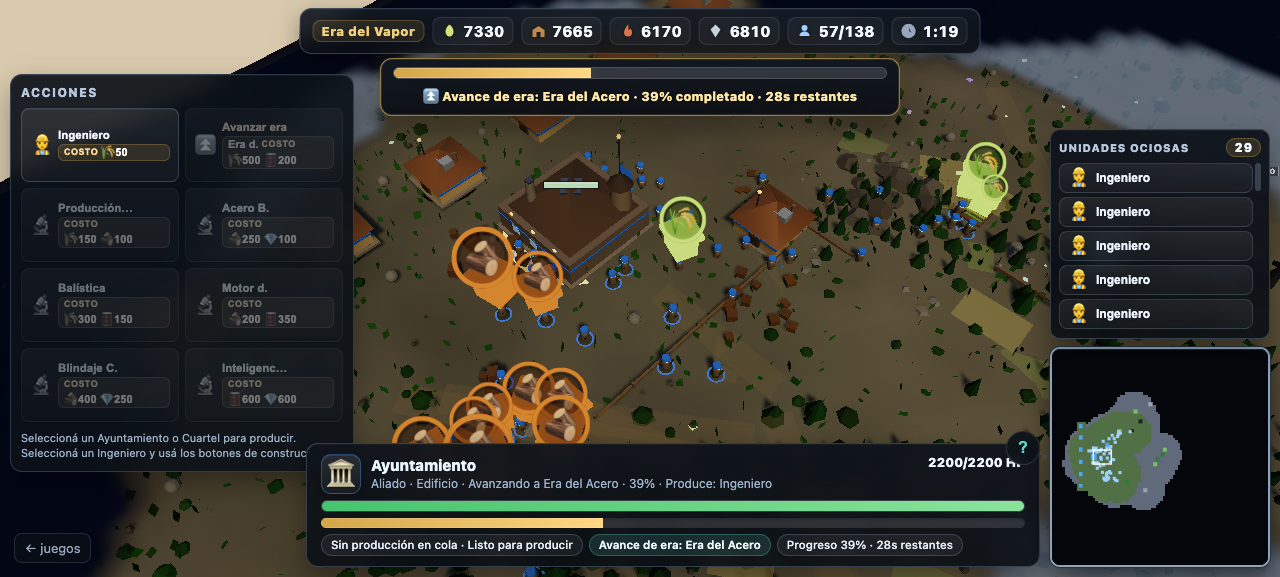 Era del Vapor 7330 7665 6170 6810 57/138 1:19
Avance de era: Era del Acero · 39% completado · 28s restantes
ACCIONES
Ingeniero
COSTO 50
Avanzar era
Era d. COSTO
500 200
Producción...
COSTO
150 100
Acero B.
COSTO
250 100
Balística
COSTO
300 150
Motor d.
COSTO
200 350
Blindaje C.
COSTO
400 250
Inteligenc...
COSTO
600 600
Seleccioná un Ayuntamiento o Cuartel para producir.
Seleccioná un Ingeniero y usá los botones de construc
UNIDADES OCIOSAS 29
Ingeniero
Ingeniero
Ingeniero
Ingeniero
Ingeniero
?
Ayuntamiento
2200/2200
Aliado · Edificio · Avanzando a Era del Acero · 39% · Produce: Ingeniero
Sin producción en cola · Listo para producir
Avance de era: Era del Acero
Progreso 39% · 28s restantes
← juegos